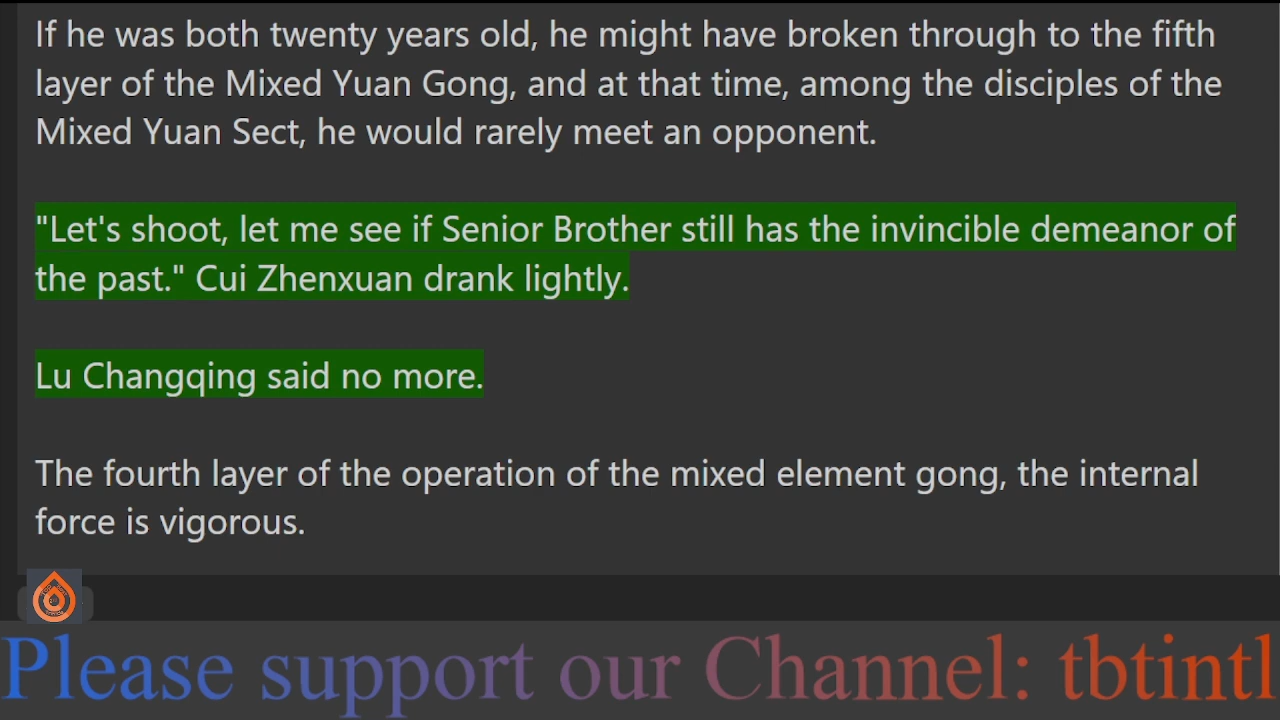 If he was both twenty years old, he might have broken through to the fifth
layer of the Mixed Yuan Gong, and at that time, among the disciples of the
Mixed Yuan Sect, he would rarely meet an opponent.
"Let's shoot, let me see if Senior Brother still has the invincible demeanor of
the past." Cui Zhenxuan drank lightly.
Lu Changqing said no more.
The fourth layer of the operation of the mixed element gong, the internal
force is vigorous.
Please support our Channel: tbtintl